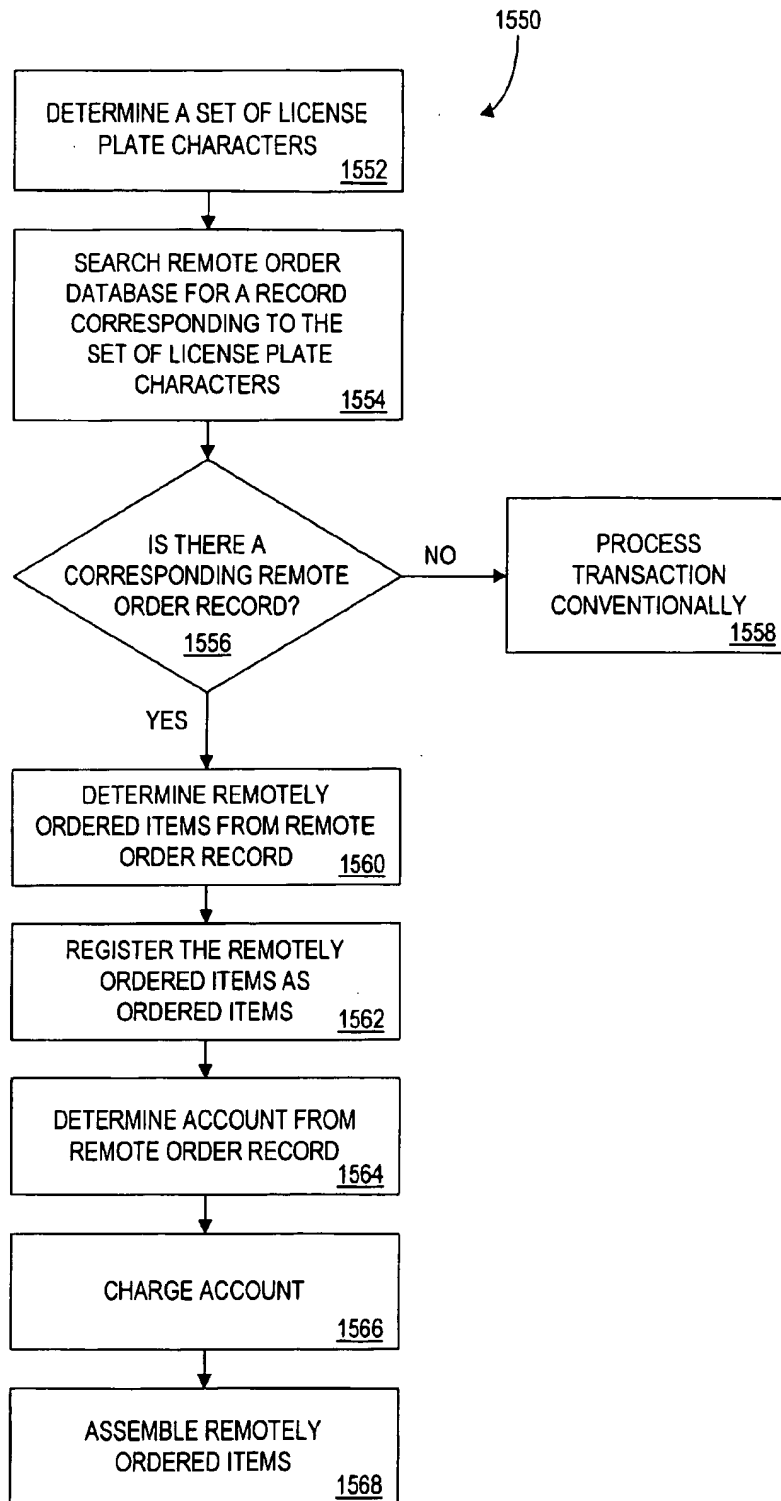 1550
DETERMINE A SET OF LICENSE
PLATE CHARACTERS
1552
SEARCH REMOTE ORDER
DATABASE FOR A RECORD
CORRESPONDING TO THE
SET OF LICENSE PLATE
CHARACTERS
1554
IS THERE A
CORRESPONDING REMOTE
ORDER RECORD?
1556
NO
PROCESS
TRANSACTION
CONVENTIONALLY
1558
YES
DETERMINE REMOTELY
ORDERED ITEMS FROM REMOTE
ORDER RECORD
1560
REGISTER THE REMOTELY
ORDERED ITEMS AS
ORDERED ITEMS
1562
DETERMINE ACCOUNT FROM
REMOTE ORDER RECORD
1564
CHARGE ACCOUNT
1566
ASSEMBLE REMOTELY
ORDERED ITEMS
1568